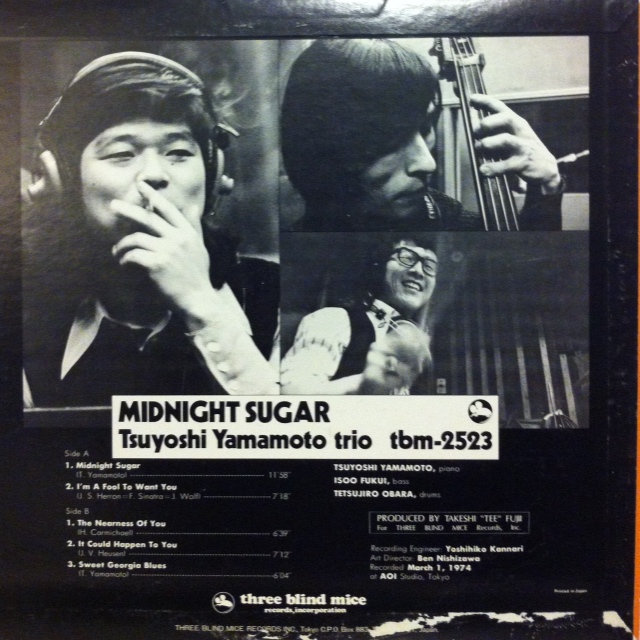 MIDNIGHT SUGAR
Tsuyoshi Yamamoto trio tbm-2523
Side A
1. Midnight Sugar
(T. Yamamoto) 11'58"
2. I'm A Fool To Want You
(J. S. Herron=F. Sinatra=J. Wolf) 7'18"
Side B
1. The Nearness Of You
(H. Carmichael) 6'39"
2. It Could Happen To You
(J. V. Heusen) 7'12"
3. Sweet Georgia Blues
(T. Yamamoto) 6'04"
TSUYOSHI YAMAMOTO, piano
ISOO FUKUI, bass
TETSUJIRO OBARA, drums
PRODUCED BY TAKESHI "TEE" FUJII
For THREE BLIND MICE Records, Inc.
Recording Engineer: Yoshihiko Kannari
Art Director: Ben Nishizawa
Recorded March 1, 1974
at AOI Studio, Tokyo
Printed in Japan
three blind mice
records, incorporation
THREE BLIND MICE RECORDS INC. Tokyo C.P.O. Box 883, Japan